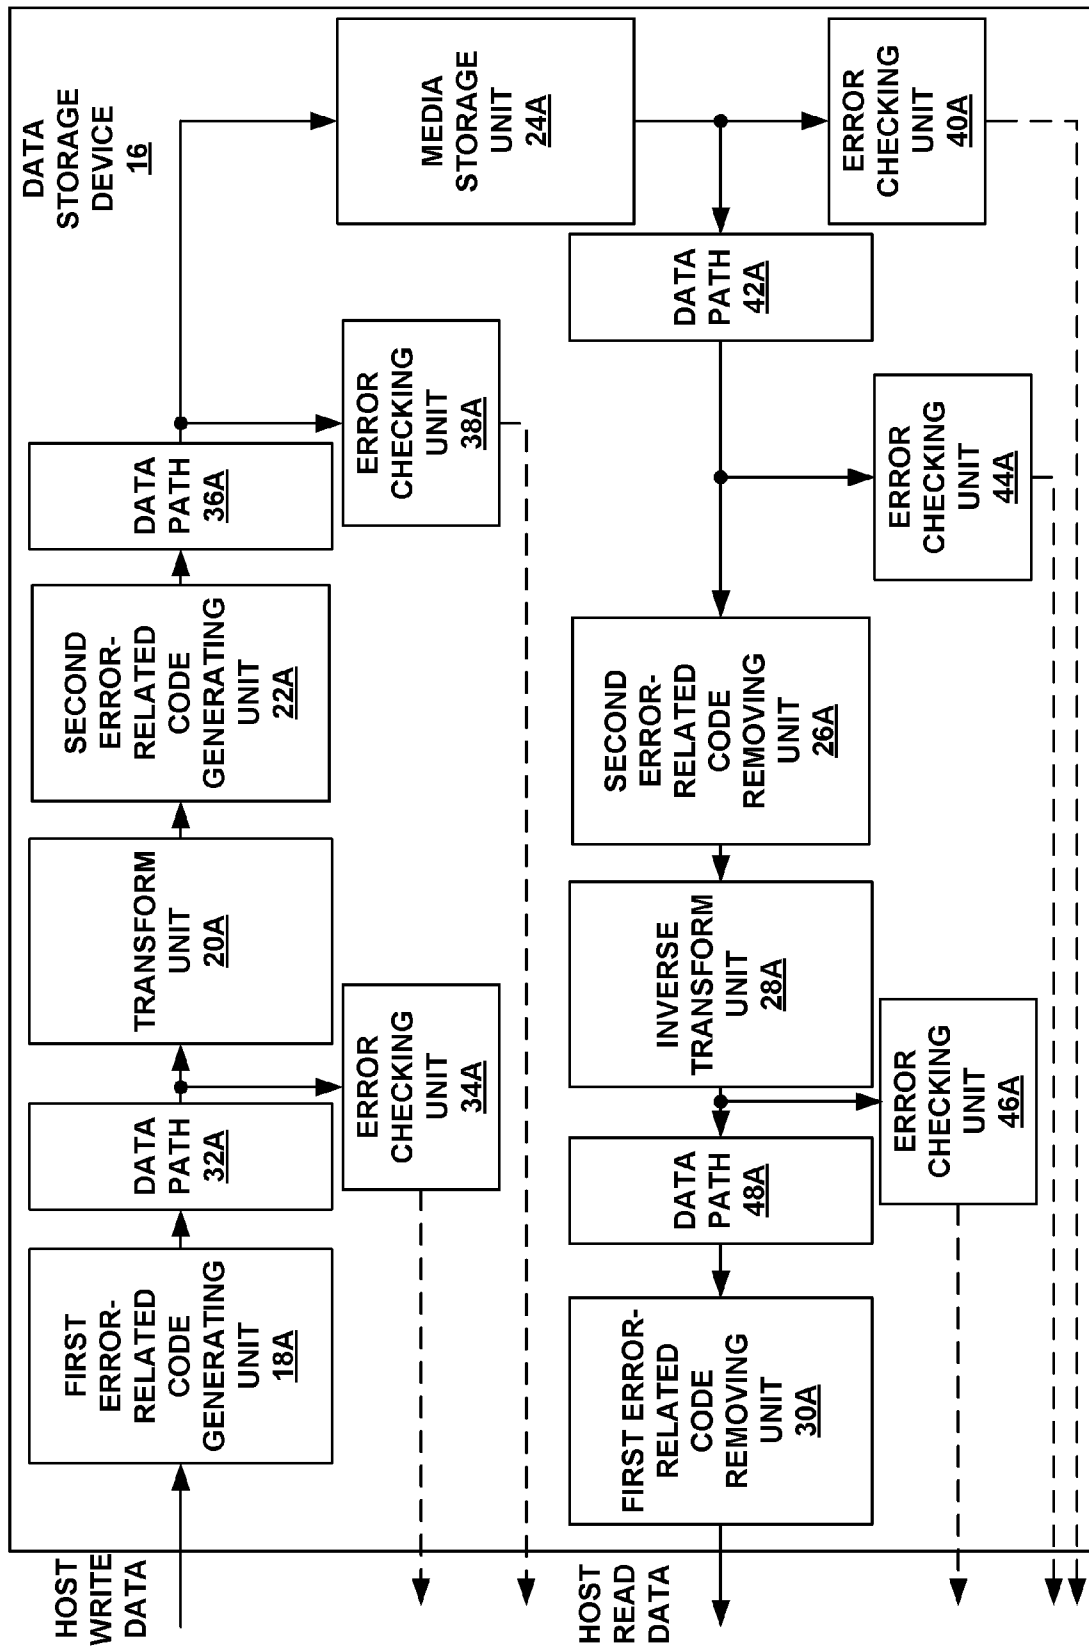 DATA
STORAGE
DEVICE
16
HOST
WRITE
DATA
FIRST
ERROR-
RELATED
CODE
GENERATING
UNIT
18A
DATA
PATH
32A
TRANSFORM
UNIT
20A
SECOND
ERROR-
RELATED
CODE
GENERATING
UNIT
22A
DATA
PATH
36A
ERROR
CHECKING
UNIT
34A
ERROR
CHECKING
UNIT
38A
MEDIA
STORAGE
UNIT
24A
HOST
READ
DATA
FIRST ERROR-
RELATED
CODE
REMOVING
UNIT
30A
DATA
PATH
48A
INVERSE
TRANSFORM
UNIT
28A
SECOND
ERROR-
RELATED
CODE
REMOVING
UNIT
26A
DATA
PATH
42A
ERROR
CHECKING
UNIT
46A
ERROR
CHECKING
UNIT
44A
ERROR
CHECKING
UNIT
40A